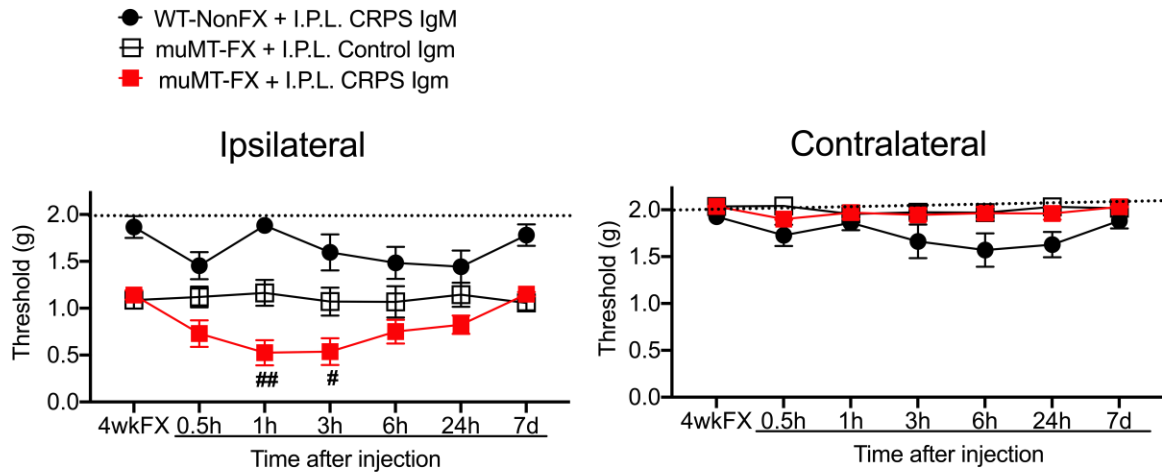 WT-NonFX + I.P.L. CRPS IgM
muMT-FX + I.P.L. Control Igm
muMT-FX + I.P.L. CRPS Igm
Ipsilateral
Threshold (g)
2.0
1.5
1.0
0.5
0.0
## #
4wkFX 0.5h 1h 3h 6h 24h 7d
Time after injection
Contralateral
Threshold (g)
2.0
1.5
1.0
0.5
0.0
4wkFX 0.5h 1h 3h 6h 24h 7d
Time after injection